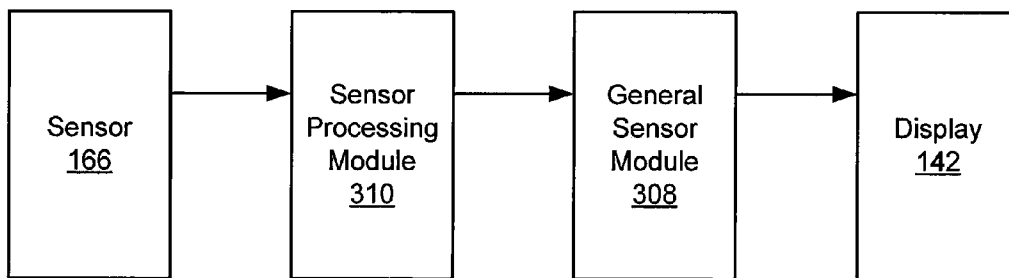 Sensor
166
Sensor
Processing
Module
310
General
Sensor
Module
308
Display
142